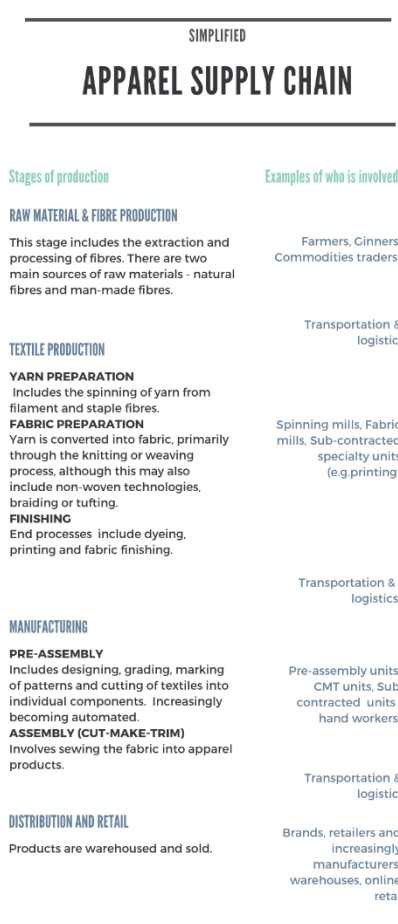 SIMPLIFIED
APPAREL SUPPLY CHAIN
Stages of production
Examples of who is involved
RAW MATERIAL & FIBRE PRODUCTION
This stage includes the extraction and
processing of fibres. There are two
main sources of raw materials - natural
fibres and man-made fibres.
Farmers, Ginners
Commodities traders
Transportation &
logistic
TEXTILE PRODUCTION
YARN PREPARATION
Includes the spinning of yarn from
filament and staple fibres.
FABRIC PREPARATION
Yarn is converted into fabric, primarily
through the knitting or weaving
process, although this may also
include non-woven technologies,
braiding or tufting.
FINISHING
End processes include dyeing,
printing and fabric finishing.
Spinning mills, Fabric
mills, Sub-contracted
specialty units
(e.g.printing
Transportation &
logistics
MANUFACTURING
PRE-ASSEMBLY
Includes designing, grading, marking
of patterns and cutting of textiles into
individual components. Increasingly
becoming automated.
ASSEMBLY (CUT-MAKE-TRIM)
Involves sewing the fabric into apparel
products.
Pre-assembly units
CMT units, Sub
contracted units
hand workers
Transportation &
logistic
DISTRIBUTION AND RETAIL
Products are warehoused and sold.
Brands, retailers and
increasingly
manufacturers
warehouses, online
reta